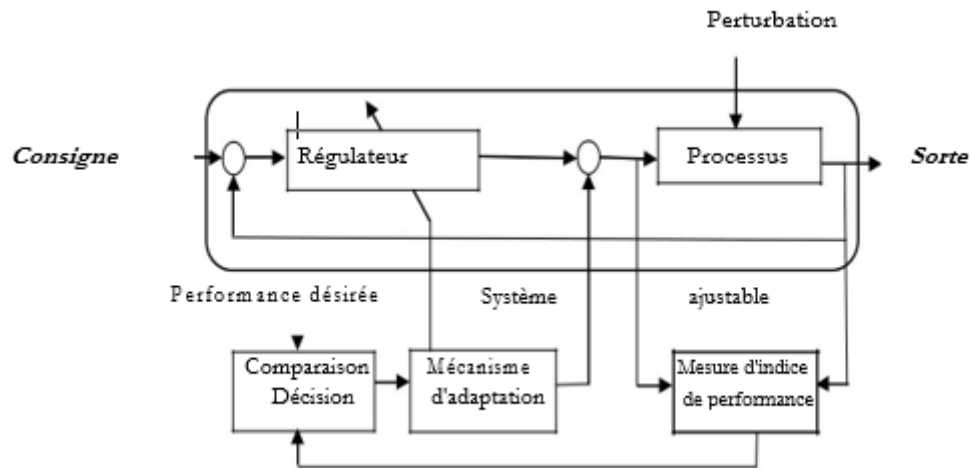 Perturbation
Consigne
Régulateur
Processus
Sorte
Performance désirée
Système
ajustable
Comparaison
Décision
Mécanisme
d'adaptation
Mesure d'indice
de performance